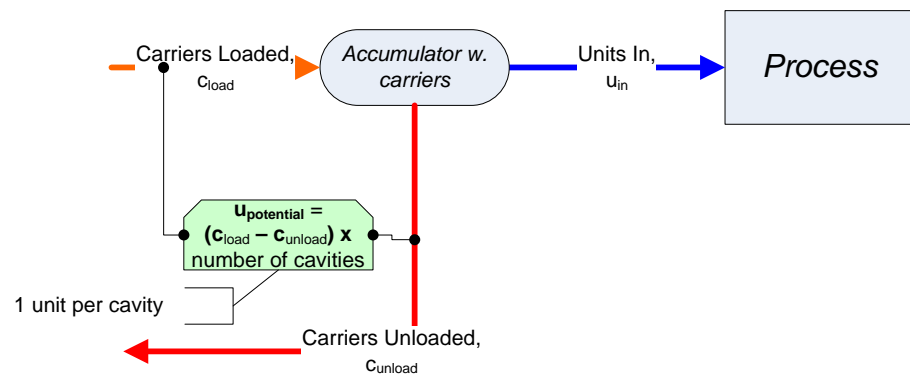 Carriers Loaded,
c_load
Accumulator w.
carriers
Units In,
u_in
Process
u_potential =
(c_load – c_unload) x
number of cavities
1 unit per cavity
Carriers Unloaded,
c_unload